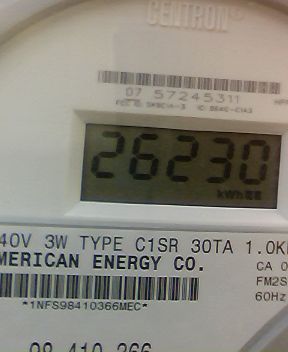 CENTRON®
07 57245311
26230
kWh
40V 3W TYPE C1SR 30TA 1.0K
MERICAN ENERGY CO.
CA 0
FM2S
60Hz
*1NFS98410366MEC*
98 410 366